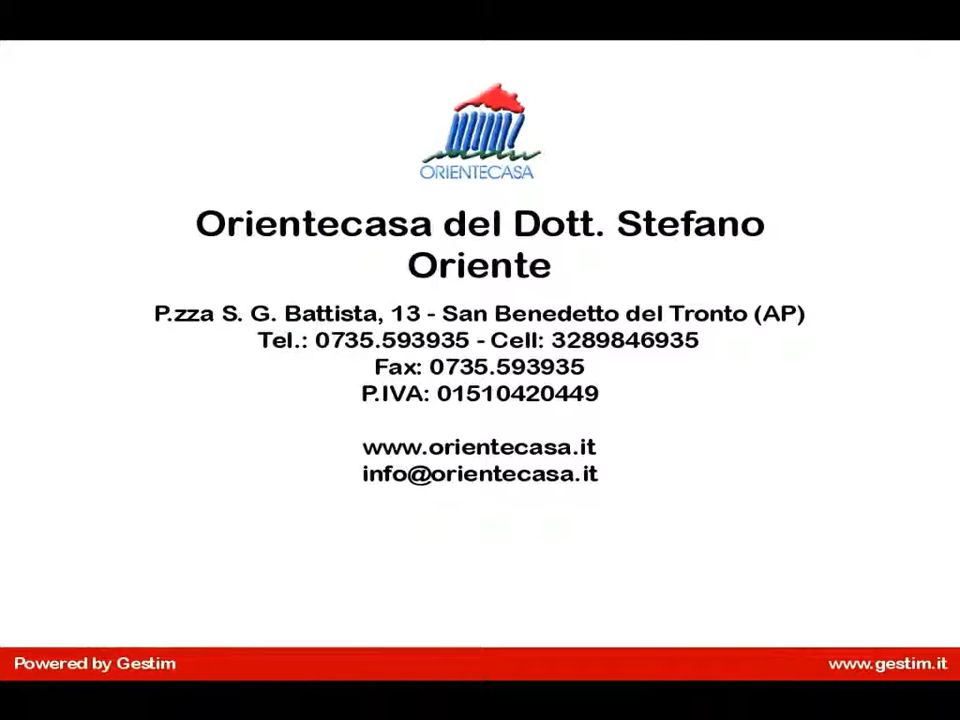 ORIENTECASA
Orientecasa del Dott. Stefano
Oriente
P.zza S. G. Battista, 13 - San Benedetto del Tronto (AP)
Tel.: 0735.593935 - Cell: 3289846935
Fax: 0735.593935
P.IVA: 01510420449
www.orientecasa.it
info@orientecasa.it
Powered by Gestim
www.gestim.it